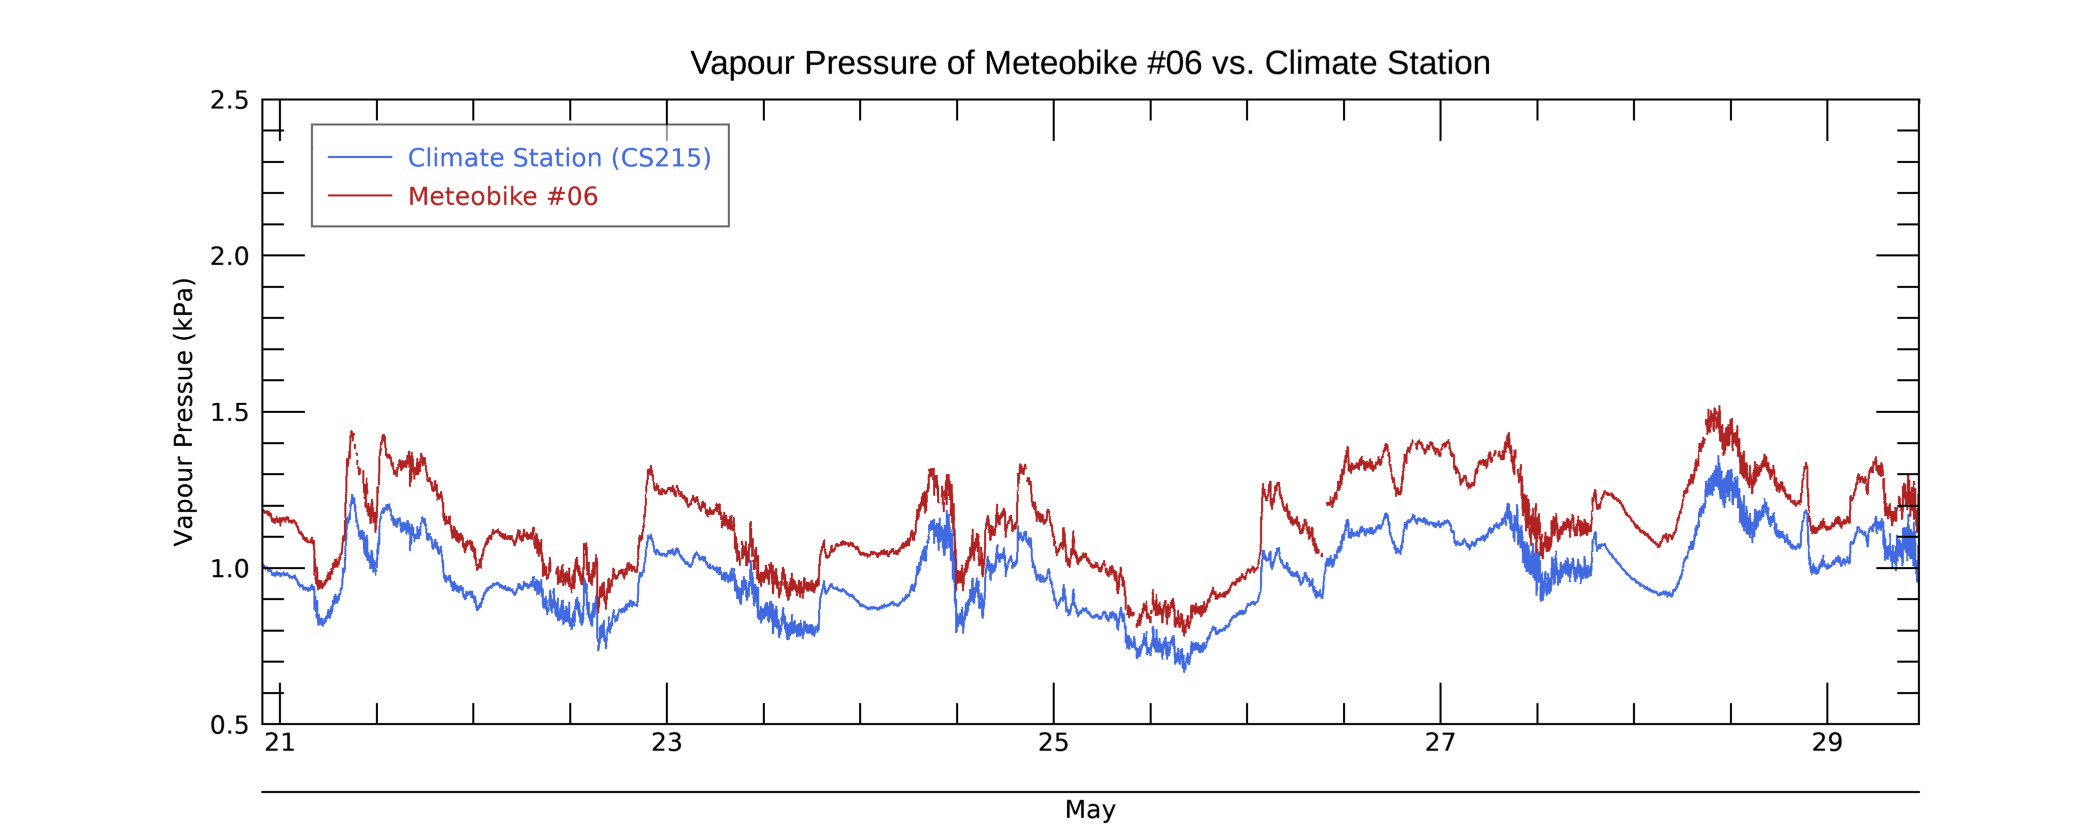 Vapour Pressure of Meteobike #06 vs. Climate Station
2.5
Climate Station (CS215)
Meteobike #06
2.0
Vapour Pressue (kPa)
1.5
1.0
0.5
21 23 25 27 29
May